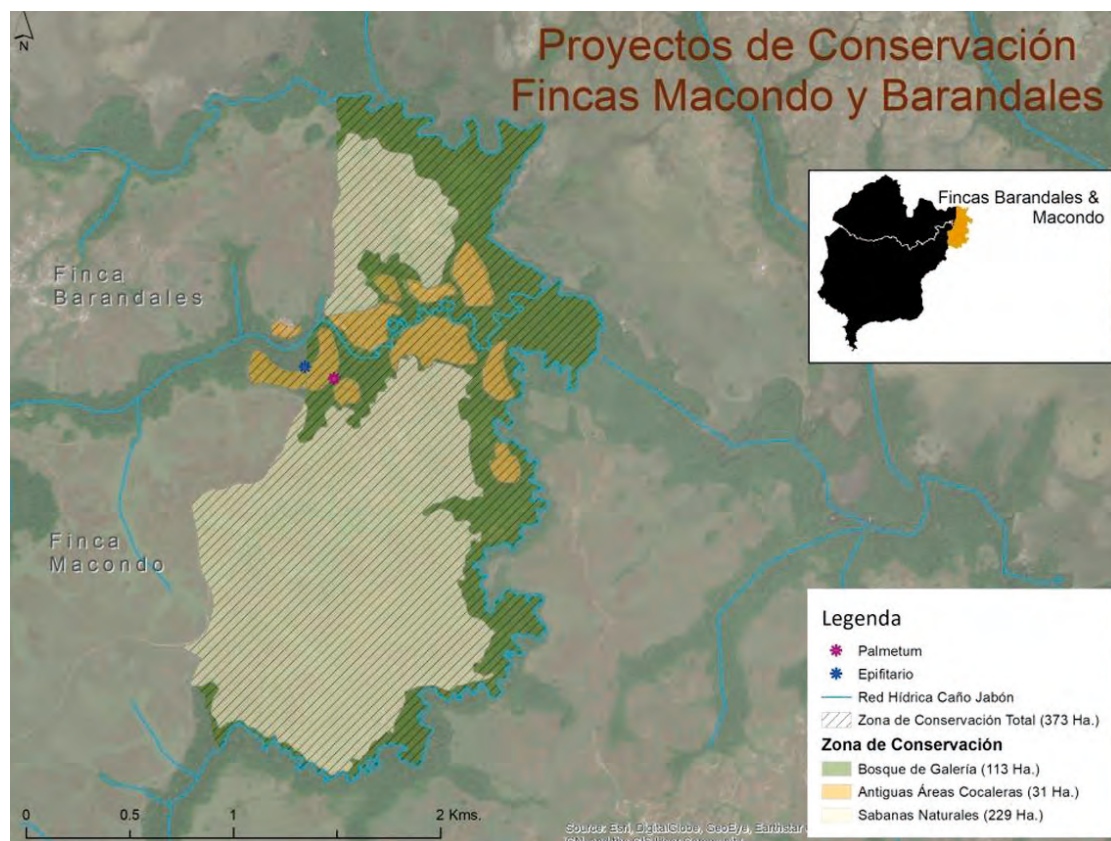 N
Proyectos de Conservación
Fincas Macondo y Barandales
Fincas Barandales &
Macondo
Finca
Barandales
Finca
Macondo
Legenda
Palmetum
Epifitario
Red Hídrica Caño Jabón
Zona de Conservación Total (373 Ha.)
Zona de Conservación
Bosque de Galería (113 Ha.)
Antiguas Áreas Cocaleras (31 Ha.)
Sabanas Naturales (229 Ha.)
0 0.5 1 2 Kms.
Source: Esri, DigitalGlobe, GeoEye, Earthstar